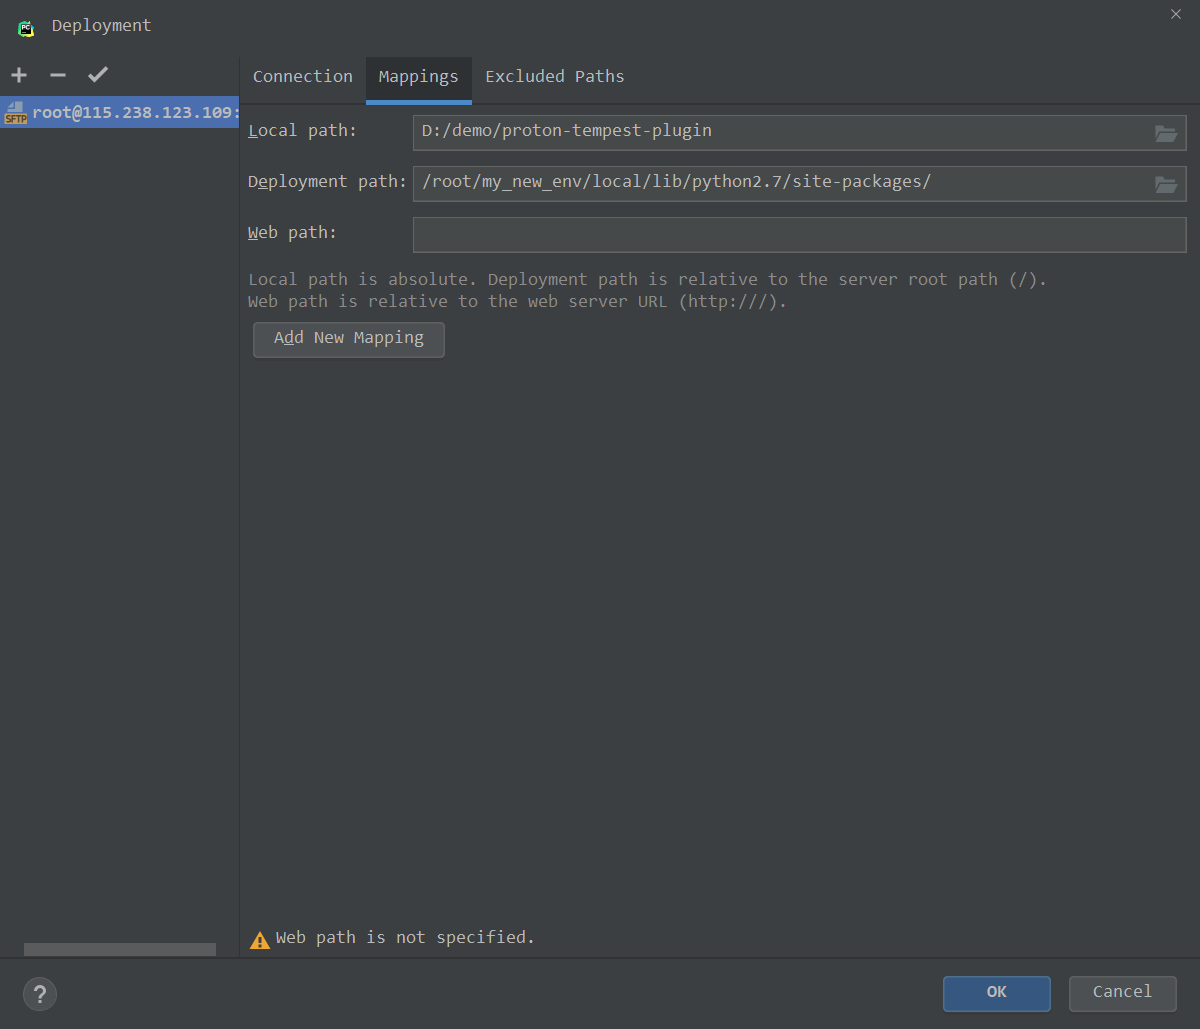 Deployment
root@115.238.123.109:
SFTP
Connection Mappings Excluded Paths
Local path: D:/demo/proton-tempest-plugin
Deployment path: /root/my_new_env/local/lib/python2.7/site-packages/
Web path:
Local path is absolute. Deployment path is relative to the server root path (/).
Web path is relative to the web server URL (http:///).
Add New Mapping
Web path is not specified.
?
OK Cancel